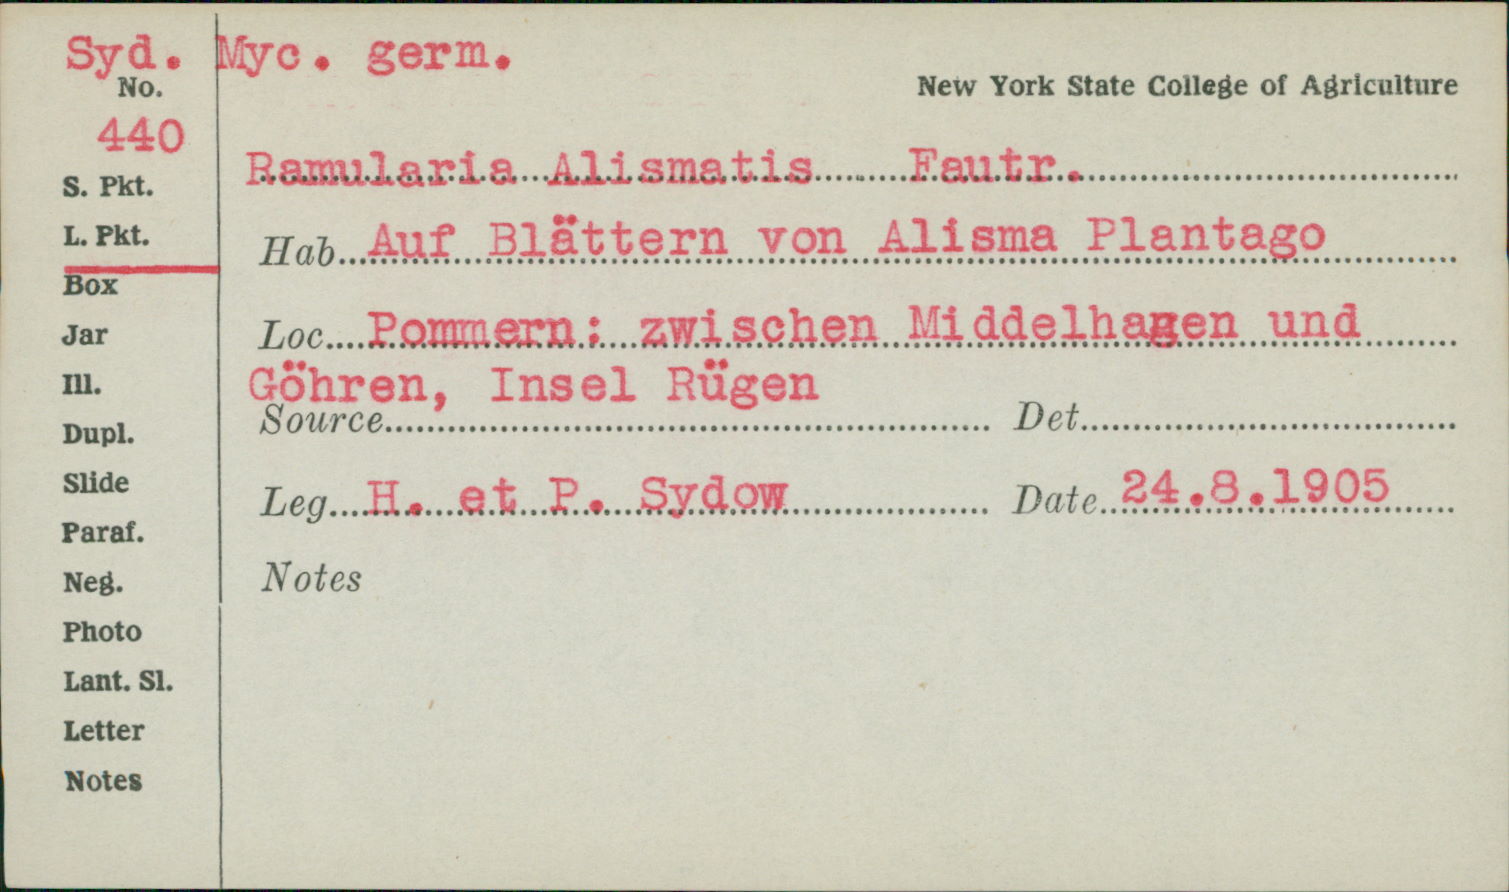 Syd. Myc. germ.
No.
New York State College of Agriculture
440
Ramularia Alismatis Fautr.
S. Pkt.
L. Pkt.
Hab. Auf Blättern von Alisma Plantago
Box
Jar
Loc. Pommern: zwischen Middelhagen und
Ill.
Göhren, Insel Rügen
Dupl.
Source Det.
Slide
Leg. H. et P. Sydow Date 24.8.1905
Paraf.
Neg.
Notes
Photo
Lant. Sl.
Letter
Notes